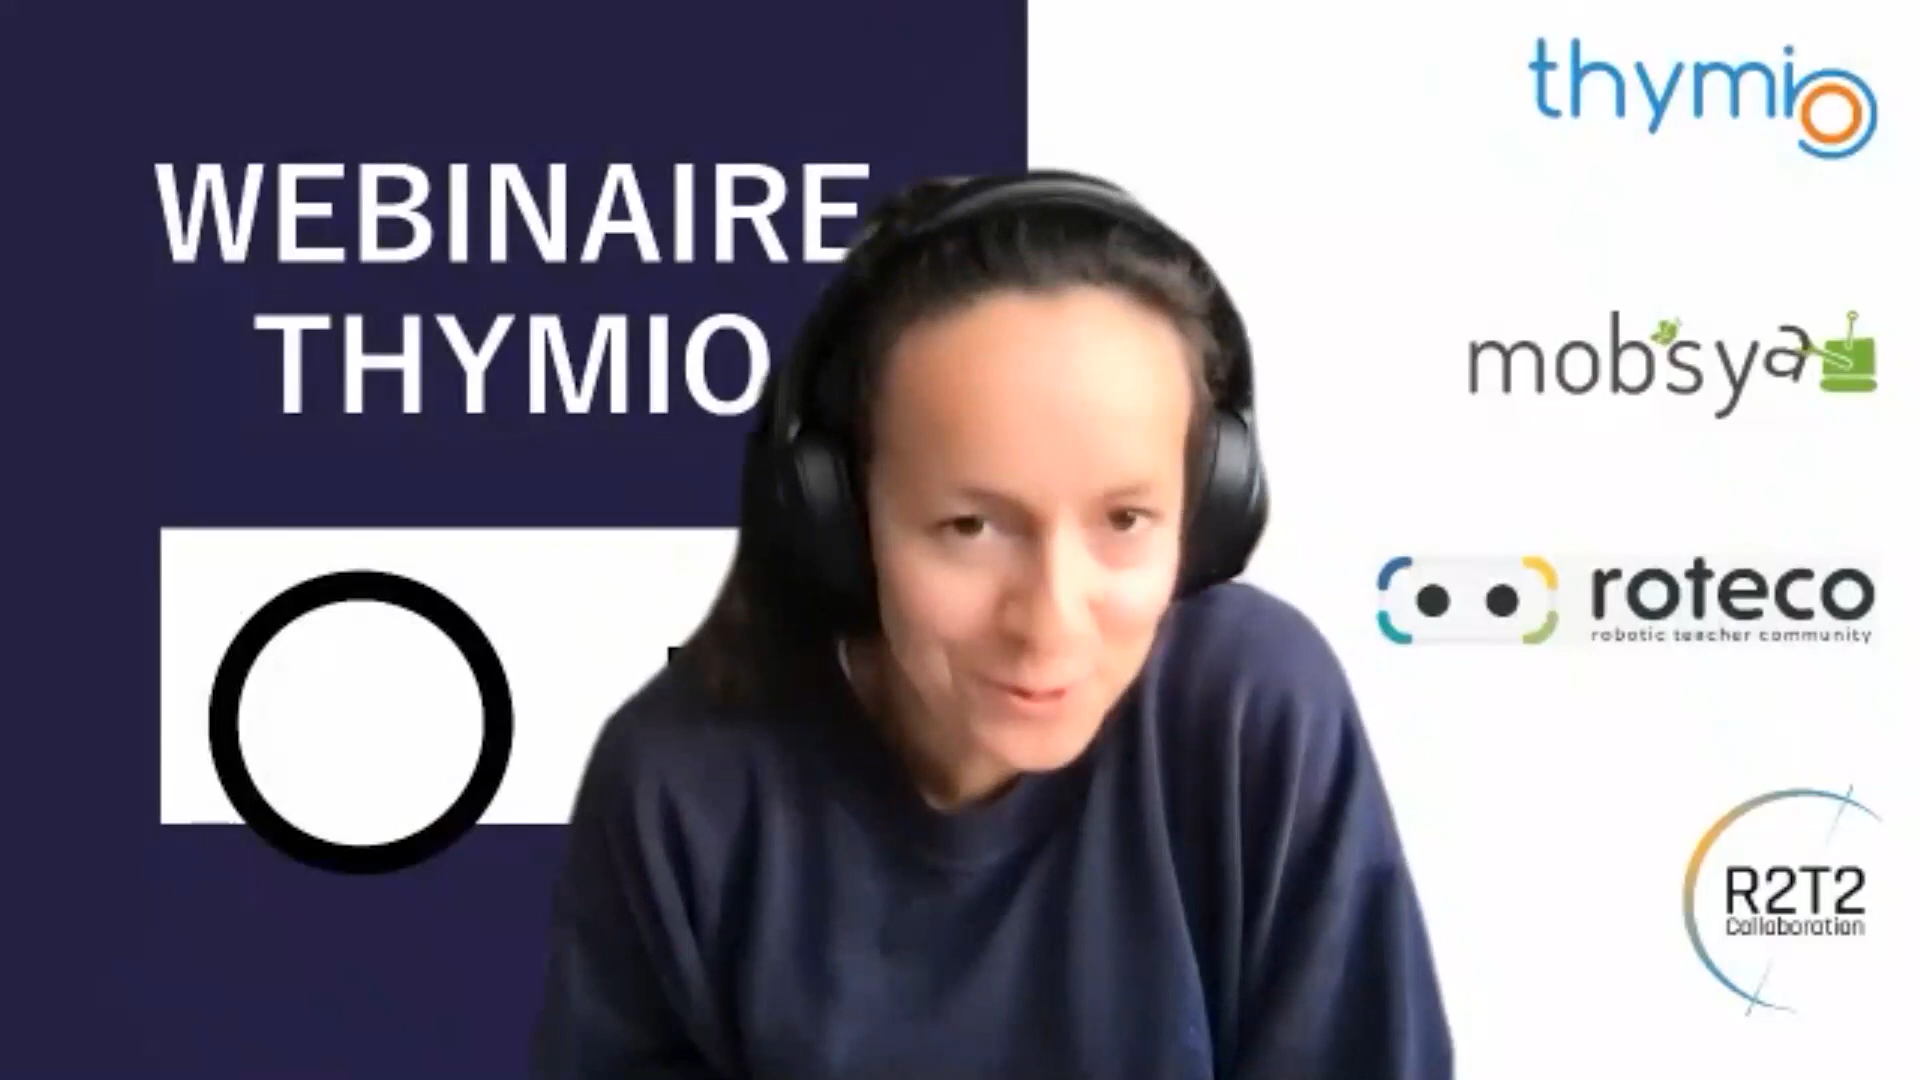 WEBINAIRE
THYMIO
thymio
mobsya
roteco
robotic teacher community
R2T2
Collaboration